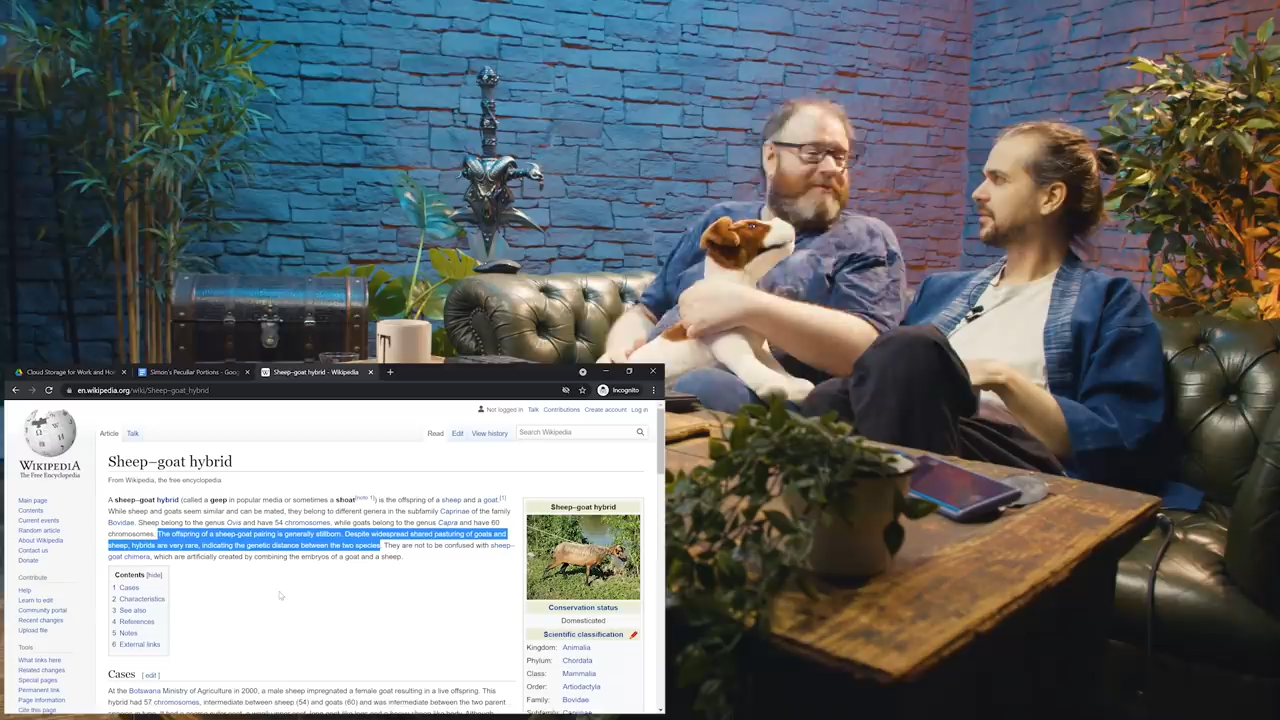 Cloud Storage for Work and Ho
Simon's Peculiar Portions - Goog
Sheep–goat hybrid - Wikipedia
en.wikipedia.org/wiki/Sheep–goat_hybrid
Incognito
Not logged in Talk Contributions Create account Log in
Article Talk
Read Edit View history Search Wikipedia
WIKIPEDIA
The Free Encyclopedia
Main page
Contents
Current events
Random article
About Wikipedia
Contact us
Donate
Contribute
Help
Learn to edit
Community portal
Recent changes
Upload file
Tools
What links here
Related changes
Special pages
Permanent link
Page information
Cite this page
Sheep–goat hybrid
From Wikipedia, the free encyclopedia
A sheep–goat hybrid (called a geep in popular media or sometimes a shoat[note 1]) is the offspring of a sheep and a goat.[1]
While sheep and goats seem similar and can be mated, they belong to different genera in the subfamily Caprinae of the family
Bovidae. Sheep belong to the genus Ovis and have 54 chromosomes, while goats belong to the genus Capra and have 60
chromosomes. The offspring of a sheep-goat pairing is generally stillborn. Despite widespread shared pasturing of goats and
sheep, hybrids are very rare, indicating the genetic distance between the two species. They are not to be confused with sheep–
goat chimera, which are artificially created by combining the embryos of a goat and a sheep.
Contents [hide]
1 Cases
2 Characteristics
3 See also
4 References
5 Notes
6 External links
Cases [ edit ]
At the Botswana Ministry of Agriculture in 2000, a male sheep impregnated a female goat resulting in a live offspring. This
hybrid had 57 chromosomes, intermediate between sheep (54) and goats (60) and was intermediate between the two parent
Sheep–goat hybrid
Conservation status
Domesticated
Scientific classification
Kingdom: Animalia
Phylum: Chordata
Class: Mammalia
Order: Artiodactyla
Family: Bovidae
Subfamily: Caprinae